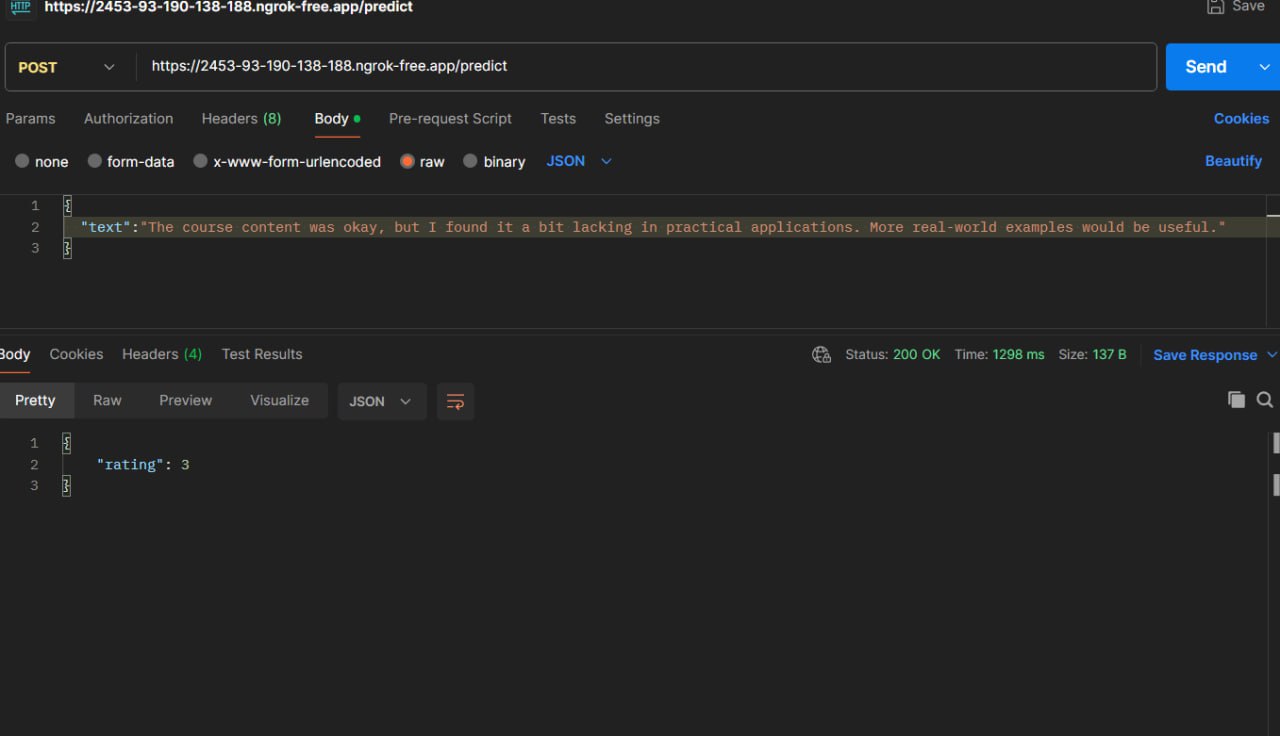 HTTP https://2453-93-190-138-188.ngrok-free.app/predict Save
POST https://2453-93-190-138-188.ngrok-free.app/predict Send
Params Authorization Headers (8) Body Pre-request Script Tests Settings Cookies
none form-data x-www-form-urlencoded raw binary JSON Beautify
1 {
2 "text":"The course content was okay, but I found it a bit lacking in practical applications. More real-world examples would be useful."
3 }
Body Cookies Headers (4) Test Results Status: 200 OK Time: 1298 ms Size: 137 B Save Response
Pretty Raw Preview Visualize JSON
1 {
2 "rating": 3
3 }